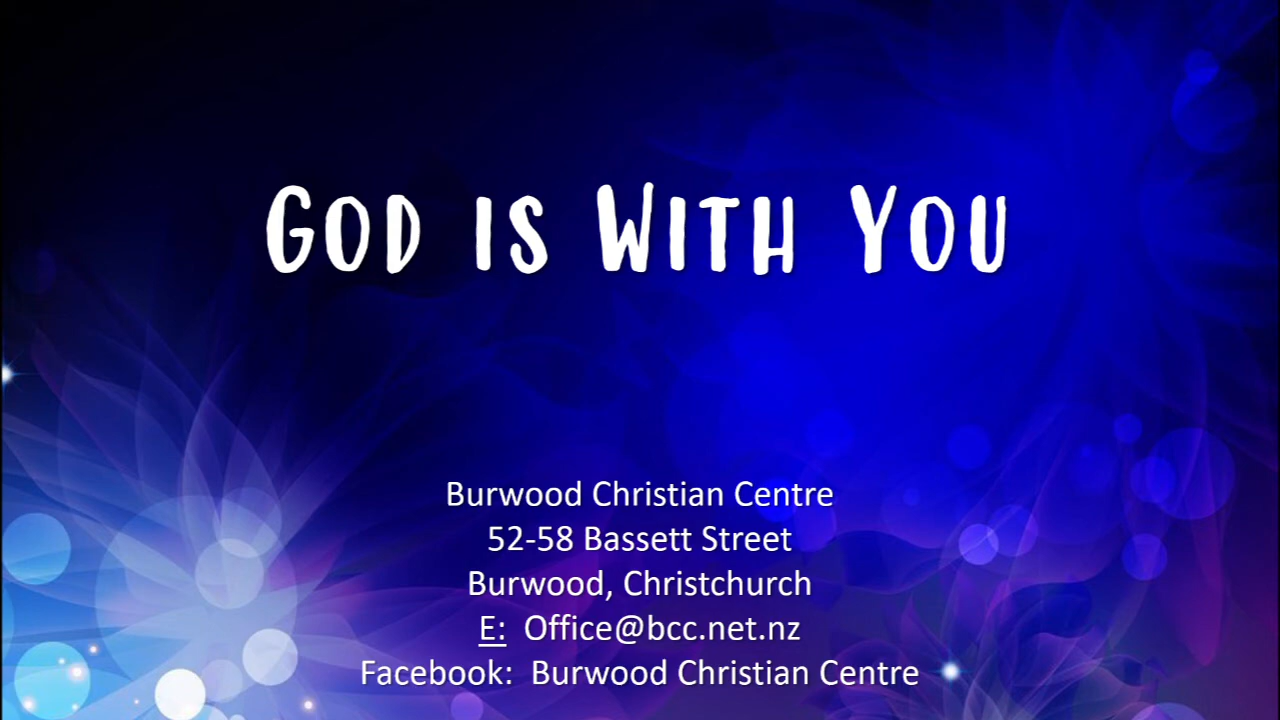 God is With You
Burwood Christian Centre
52-58 Bassett Street
Burwood, Christchurch
E: Office@bcc.net.nz
Facebook: Burwood Christian Centre